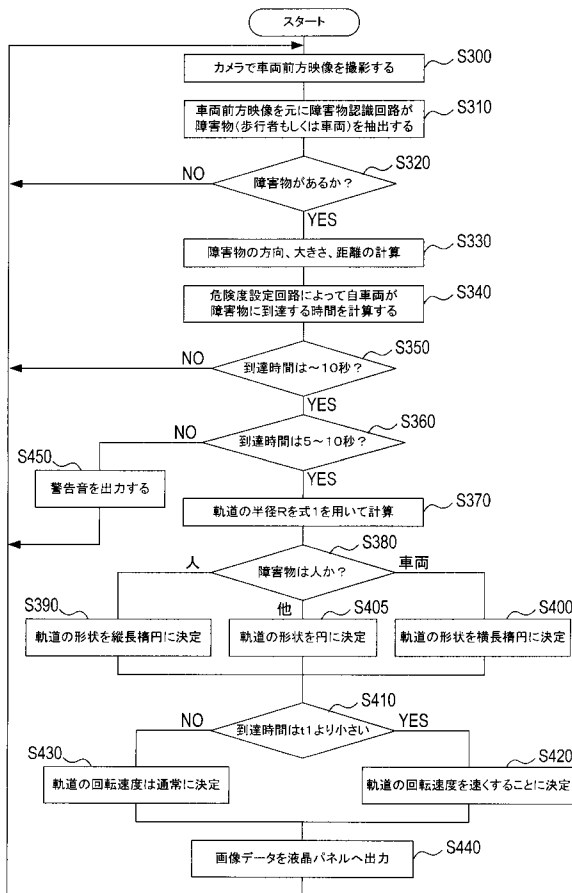 スタート
カメラで車両前方映像を撮影する
S300
車両前方映像を元に障害物認識回路が
障害物(歩行者もしくは車両)を抽出する
S310
障害物があるか？
S320
NO
YES
障害物の方向、大きさ、距離の計算
S330
危険度設定回路によって自車両が
障害物に到達する時間を計算する
S340
到達時間は～10秒？
S350
NO
YES
到達時間は5～10秒？
S360
NO
YES
S450
警告音を出力する
軌道の半径Rを式1を用いて計算
S370
障害物は人か？
S380
人
他
車両
S390
軌道の形状を縦長楕円に決定
S405
軌道の形状を円に決定
S400
軌道の形状を横長楕円に決定
到達時間はt1より小さい
S410
NO
YES
S430
軌道の回転速度は通常に決定
S420
軌道の回転速度を速くすることに決定
画像データを液晶パネルへ出力
S440